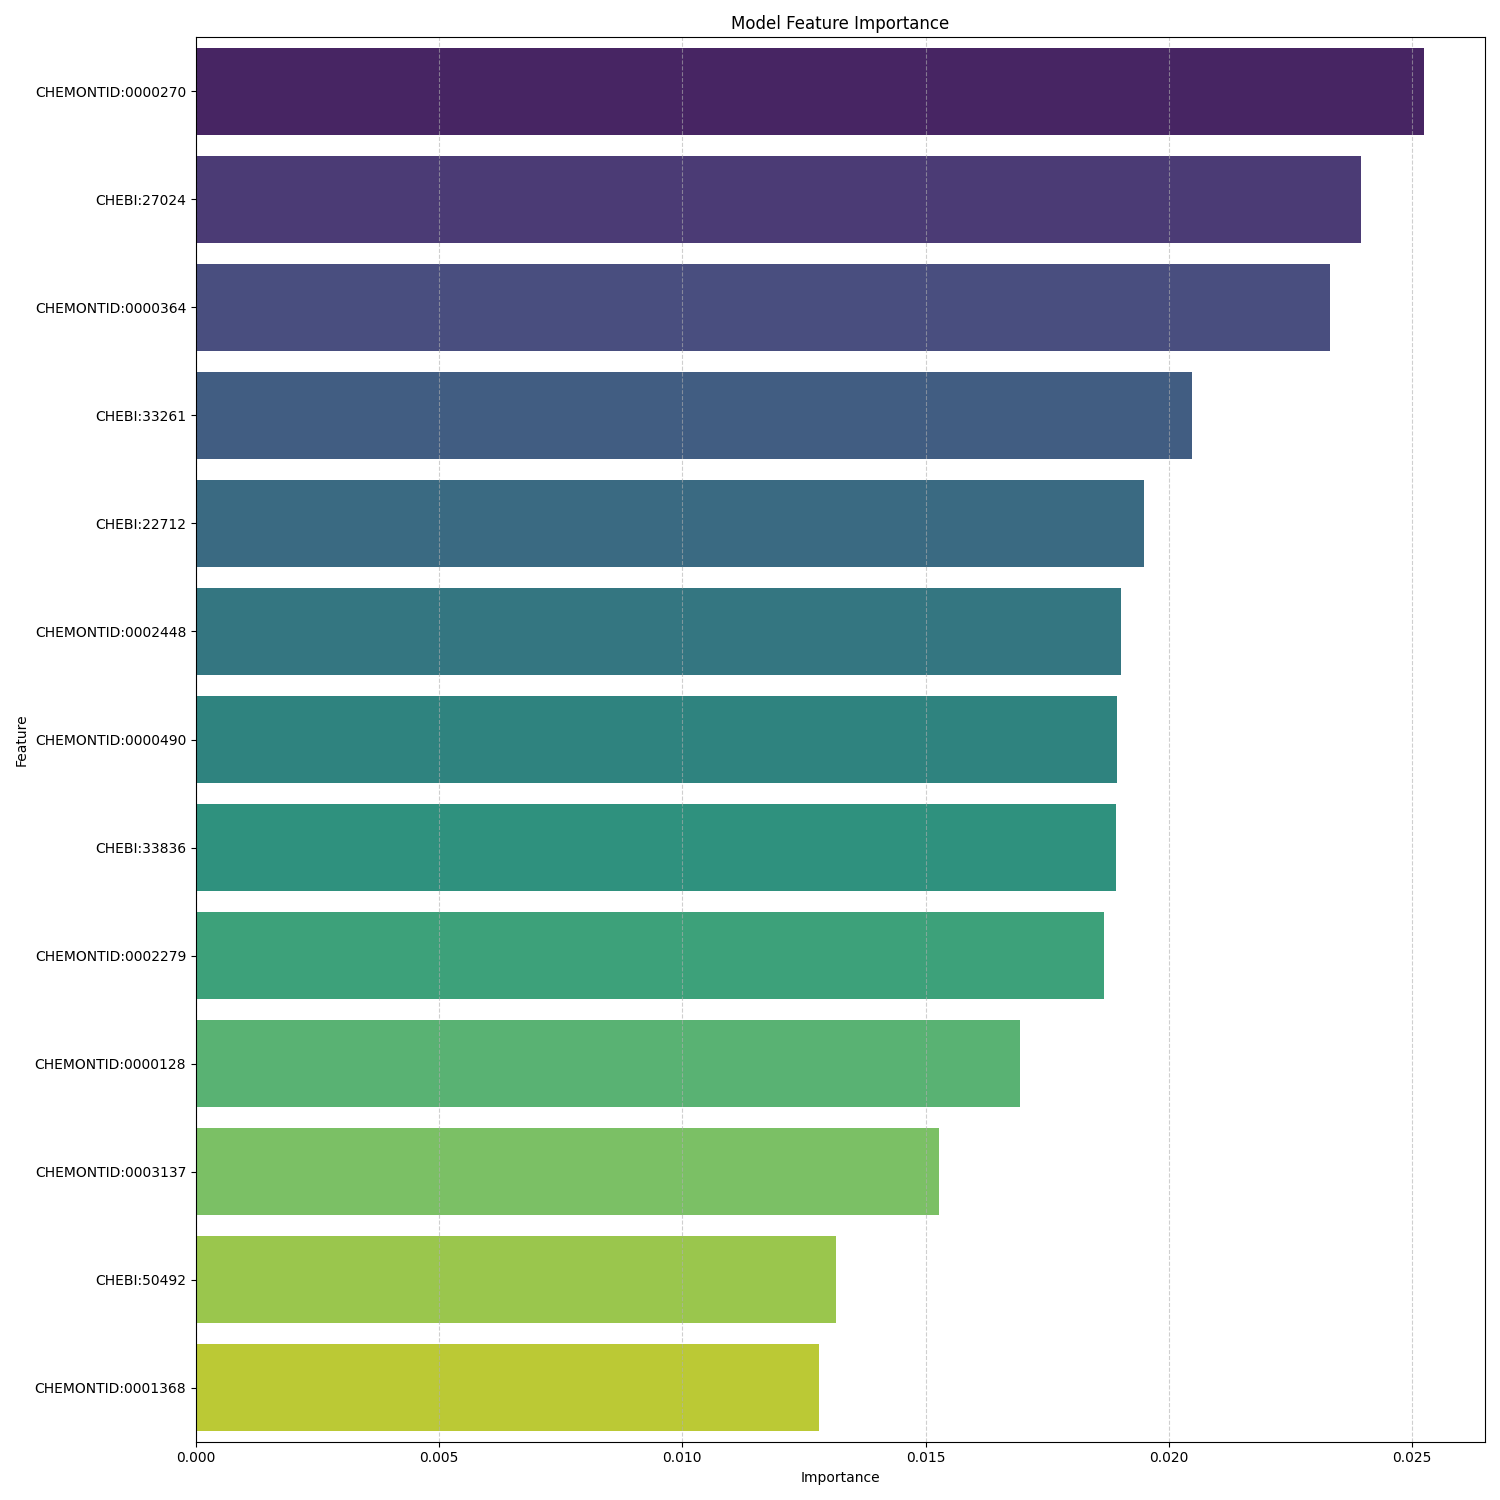 Model Feature Importance
CHEMONTID:0000270
CHEBI:27024
CHEMONTID:0000364
CHEBI:33261
CHEBI:22712
CHEMONTID:0002448
CHEMONTID:0000490
CHEBI:33836
CHEMONTID:0002279
CHEMONTID:0000128
CHEMONTID:0003137
CHEBI:50492
CHEMONTID:0001368
Feature
0.000 0.005 0.010 0.015 0.020 0.025
Importance